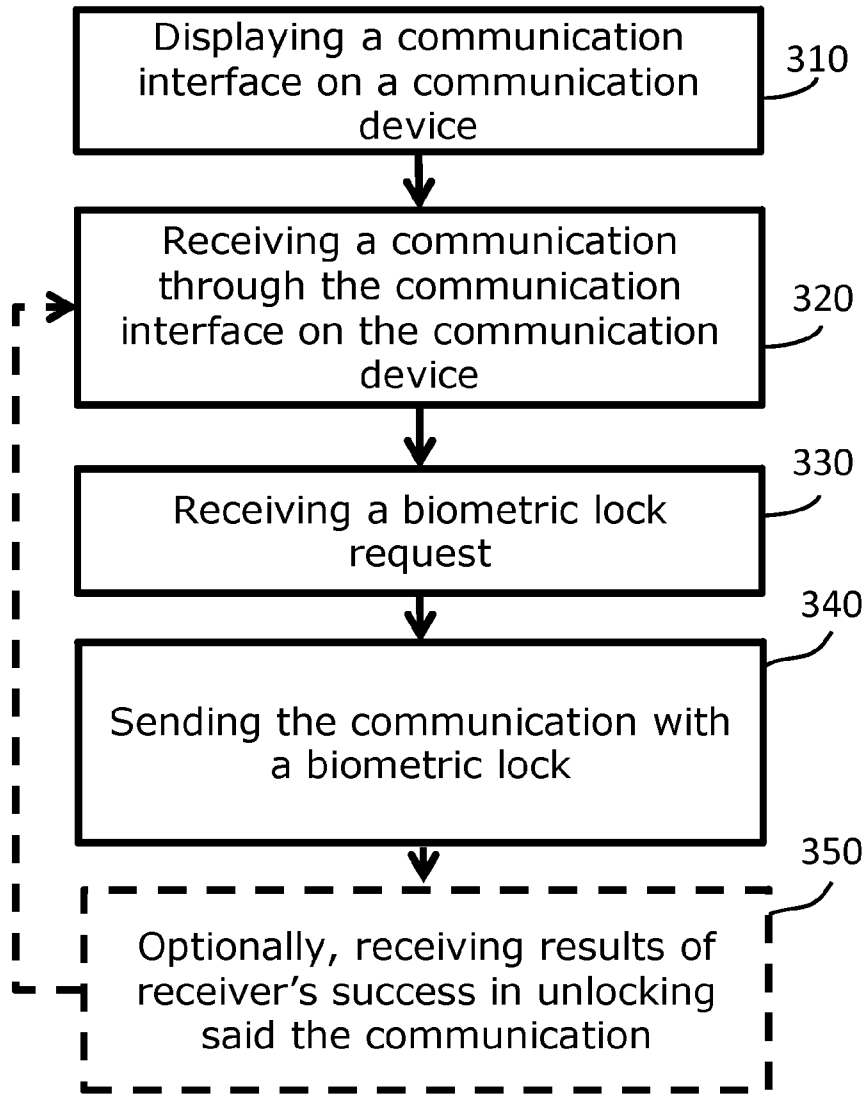 Displaying a communication
interface on a communication
device
310
Receiving a communication
through the communication
interface on the communication
device
320
Receiving a biometric lock
request
330
Sending the communication with
a biometric lock
340
Optionally, receiving results of
receiver’s success in unlocking
said the communication
350